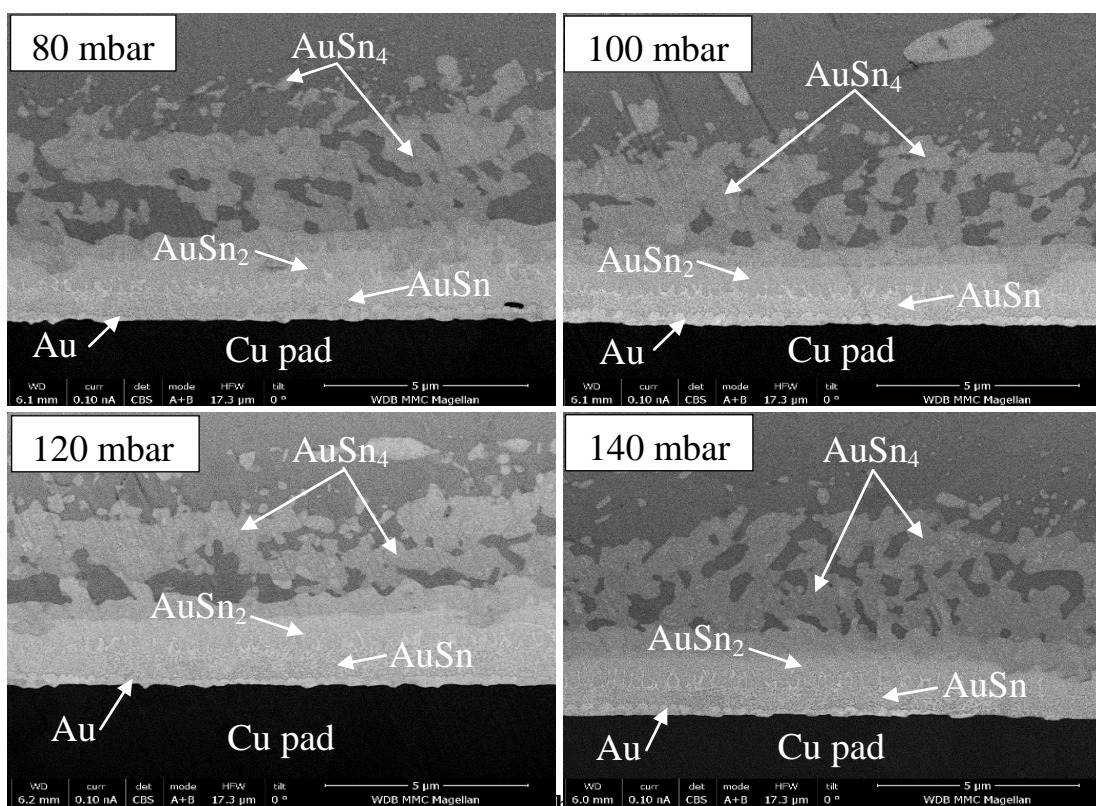 80 mbar
AuSn₄
AuSn₂
AuSn
Au
Cu pad
WD curr det mode HFW tilt
6.1 mm 0.10 nA CBS A+B 17.3 µm 0 ° 5 µm WDB MMC Magellan
100 mbar
AuSn₄
AuSn₂
AuSn
Au
Cu pad
WD curr det mode HFW tilt
6.1 mm 0.10 nA CBS A+B 17.3 µm 0 ° 5 µm WDB MMC Magellan
120 mbar
AuSn₄
AuSn₂
AuSn
Au
Cu pad
WD curr det mode HFW tilt
6.2 mm 0.10 nA CBS A+B 17.3 µm 0 ° 5 µm WDB MMC Magellan
140 mbar
AuSn₄
AuSn₂
AuSn
Au
Cu pad
WD curr det mode HFW tilt
6.0 mm 0.10 nA CBS A+B 17.3 µm 0 ° 5 µm WDB MMC Magellan